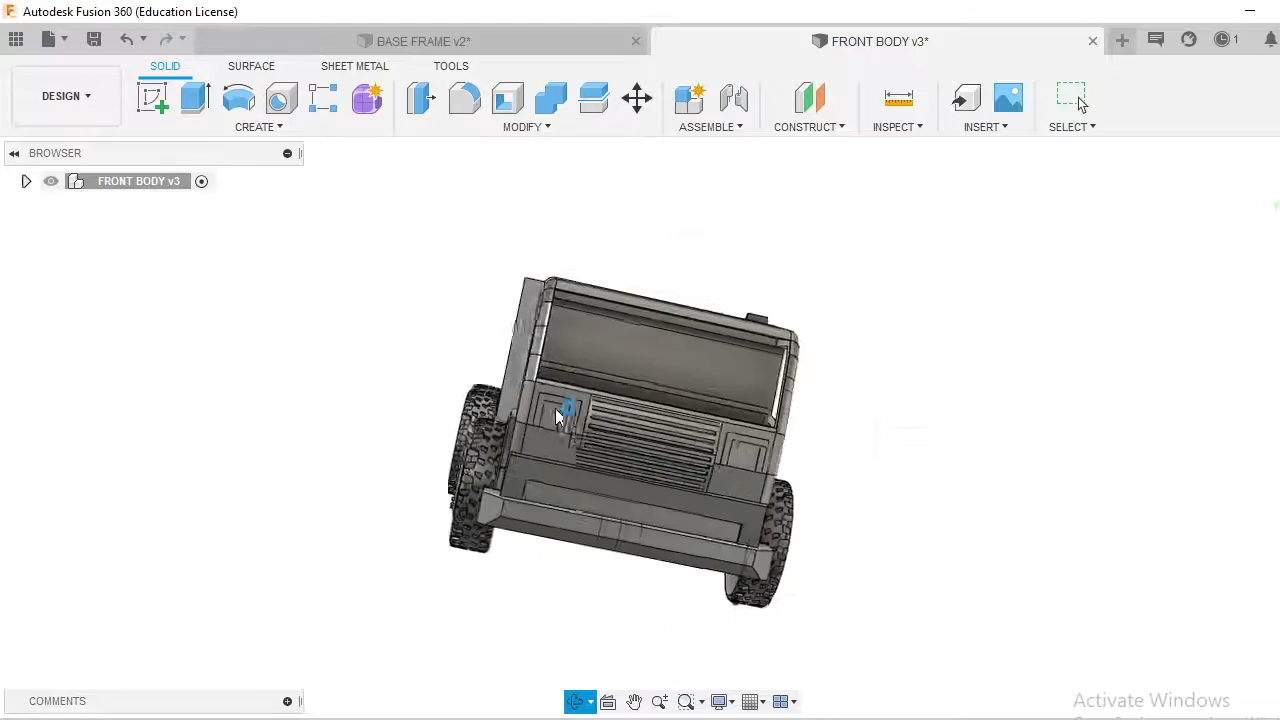 Autodesk Fusion 360 (Education License)
BASE FRAME v2*
FRONT BODY v3*
1
SOLID SURFACE SHEET METAL TOOLS
DESIGN
CREATE MODIFY ASSEMBLE CONSTRUCT INSPECT INSERT SELECT
BROWSER
FRONT BODY v3
COMMENTS
Activate Windows